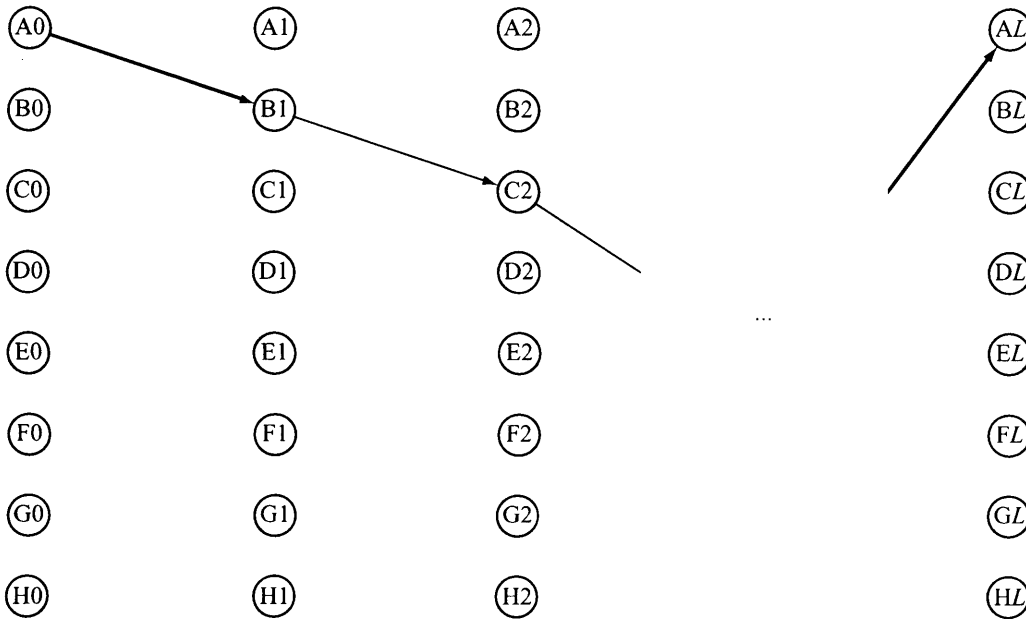 A0 A1 A2 AL
B0 B1 B2 BL
C0 C1 C2 CL
D0 D1 D2 DL
...
E0 E1 E2 EL
F0 F1 F2 FL
G0 G1 G2 GL
H0 H1 H2 HL